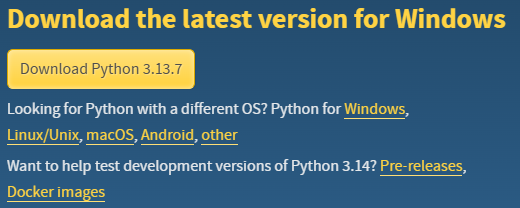 Download the latest version for Windows
Download Python 3.13.7
Looking for Python with a different OS? Python for Windows,
Linux/Unix, macOS, Android, other
Want to help test development versions of Python 3.14? Pre-releases,
Docker images